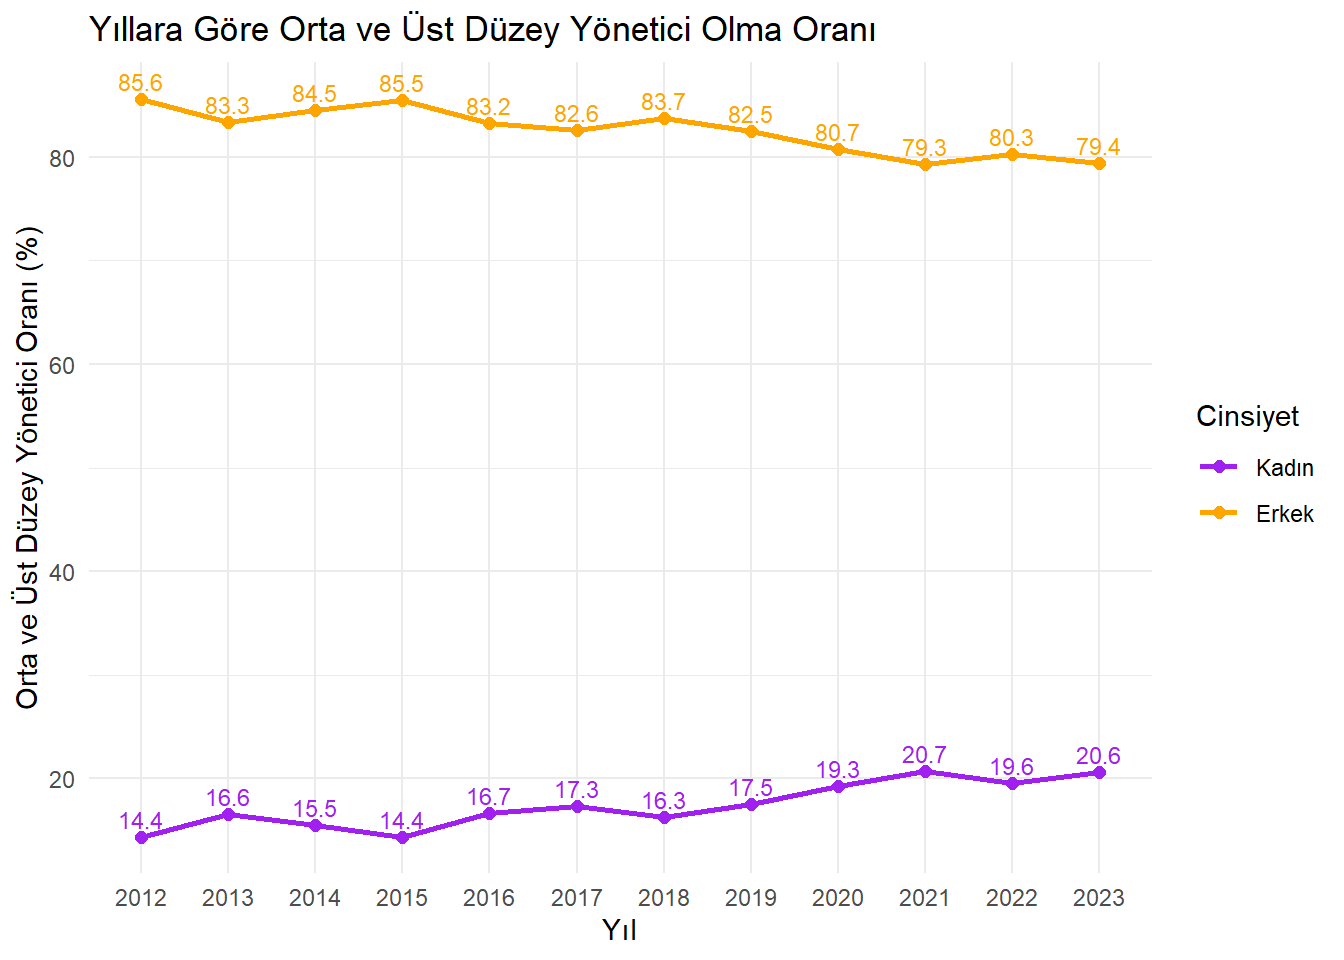 Yıllara Göre Orta ve Üst Düzey Yönetici Olma Oranı
Orta ve Üst Düzey Yönetici Oranı (%)
80
60
40
20
85.6 83.3 84.5 85.5 83.2 82.6 83.7 82.5 80.7 79.3 80.3 79.4
14.4 16.6 15.5 14.4 16.7 17.3 16.3 17.5 19.3 20.7 19.6 20.6
2012 2013 2014 2015 2016 2017 2018 2019 2020 2021 2022 2023
Yıl
Cinsiyet
Kadın
Erkek